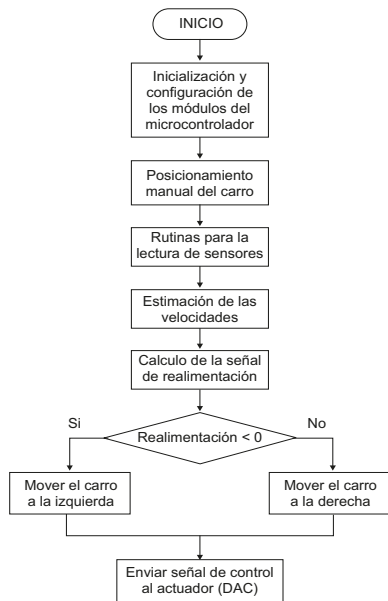 INICIO
Inicialización y
configuración de
los módulos del
microcontrolador
Posicionamiento
manual del carro
Rutinas para la
lectura de sensores
Estimación de las
velocidades
Calculo de la señal
de realimentación
Si
Realimentación < 0
No
Mover el carro
a la izquierda
Mover el carro
a la derecha
Enviar señal de control
al actuador (DAC)